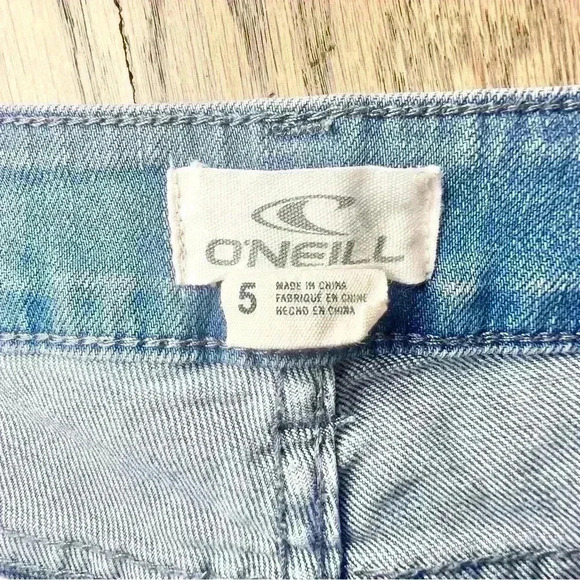 O'NEILL
5
MADE IN CHINA
FABRIQUÉ EN CHINE
HECHO EN CHINA